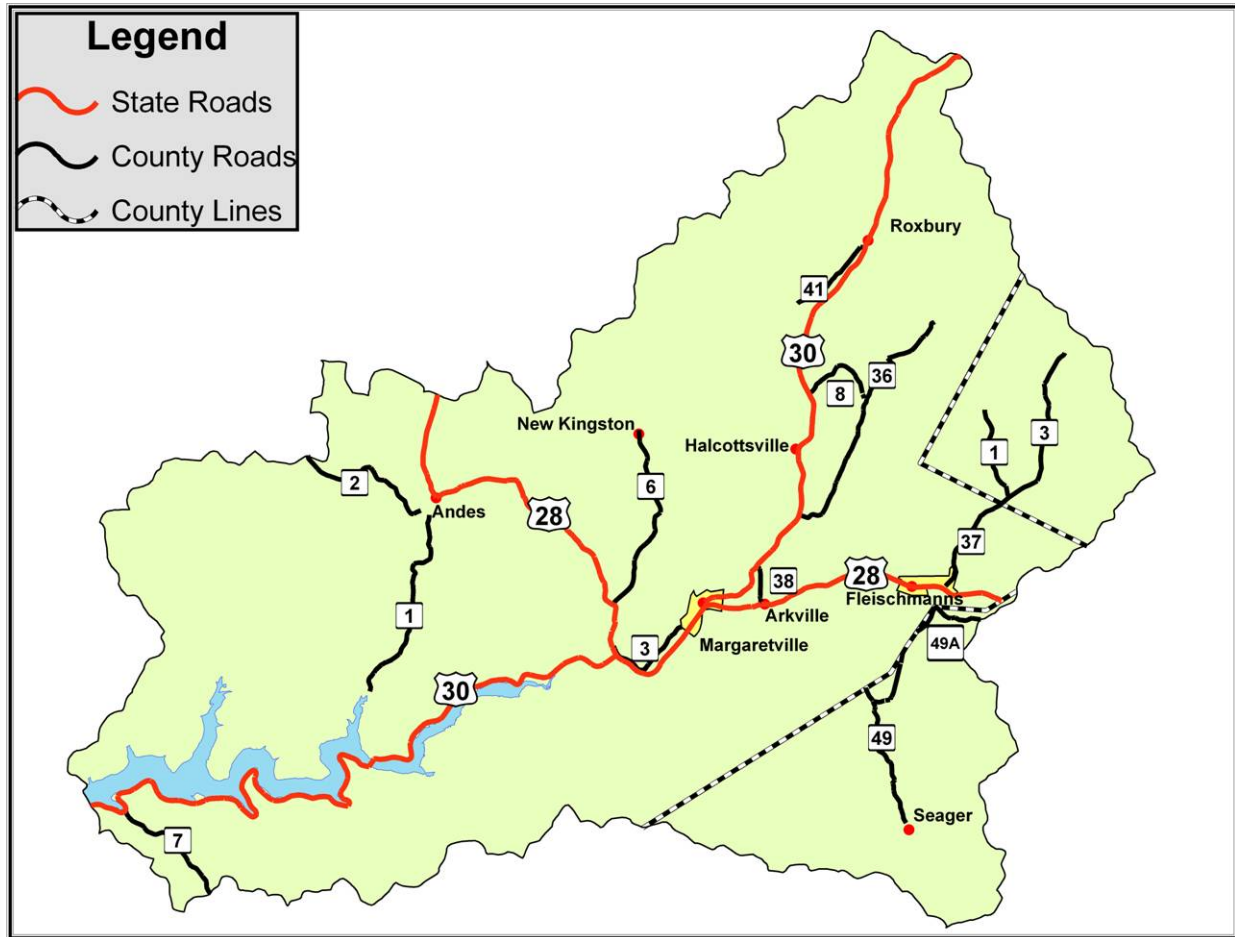 Legend
State Roads
County Roads
County Lines
Roxbury
41
30
36
8
New Kingston
Halcottsville
1
3
2
6
Andes
28
37
38
28
Fleischmanns
Arkville
1
3
Margaretville
49A
30
49
Seager
7